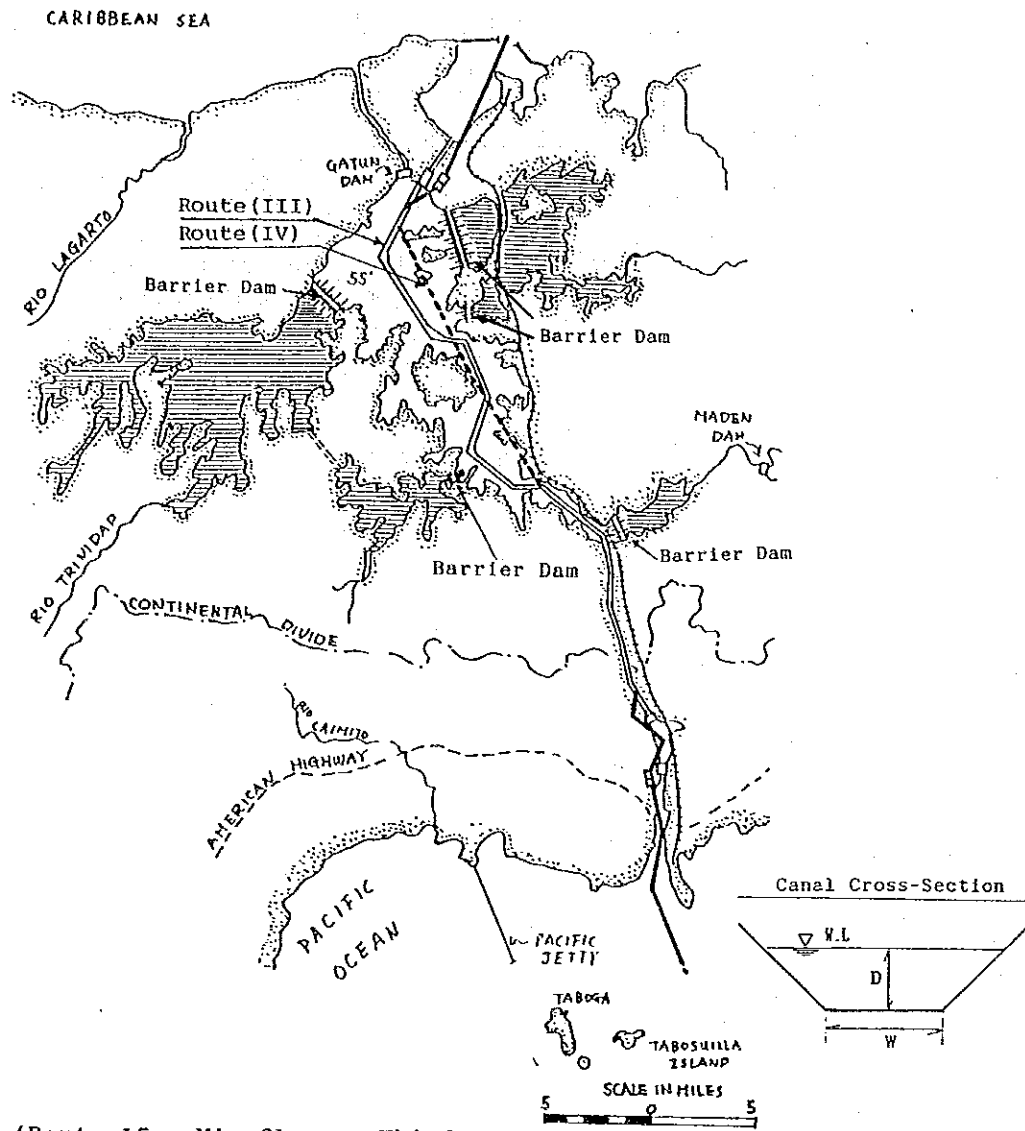 CARIBBEAN SEA
GATUN
DAM
Route(III)
Route(IV)
RIO LAGARTO
55'
Barrier Dam
Barrier Dam
MADEN
DAM
RIO TRINIDAD
Barrier Dam
Barrier Dam
CONTINENTAL DIVIDE
RIO
CAIMITO
AMERICAN HIGHWAY
Canal Cross-Section
W.L
D
W
PACIFIC
OCEAN
PACIFIC
JETTY
TABOGA
TABOSUILLA
ISLAND
SCALE IN MILES
5 0 5